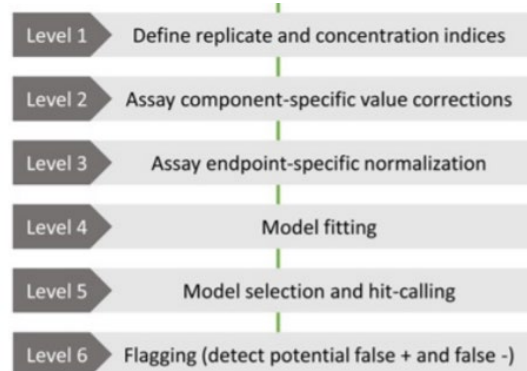 Level 1 Define replicate and concentration indices
Level 2 Assay component-specific value corrections
Level 3 Assay endpoint-specific normalization
Level 4 Model fitting
Level 5 Model selection and hit-calling
Level 6 Flagging (detect potential false + and false -)